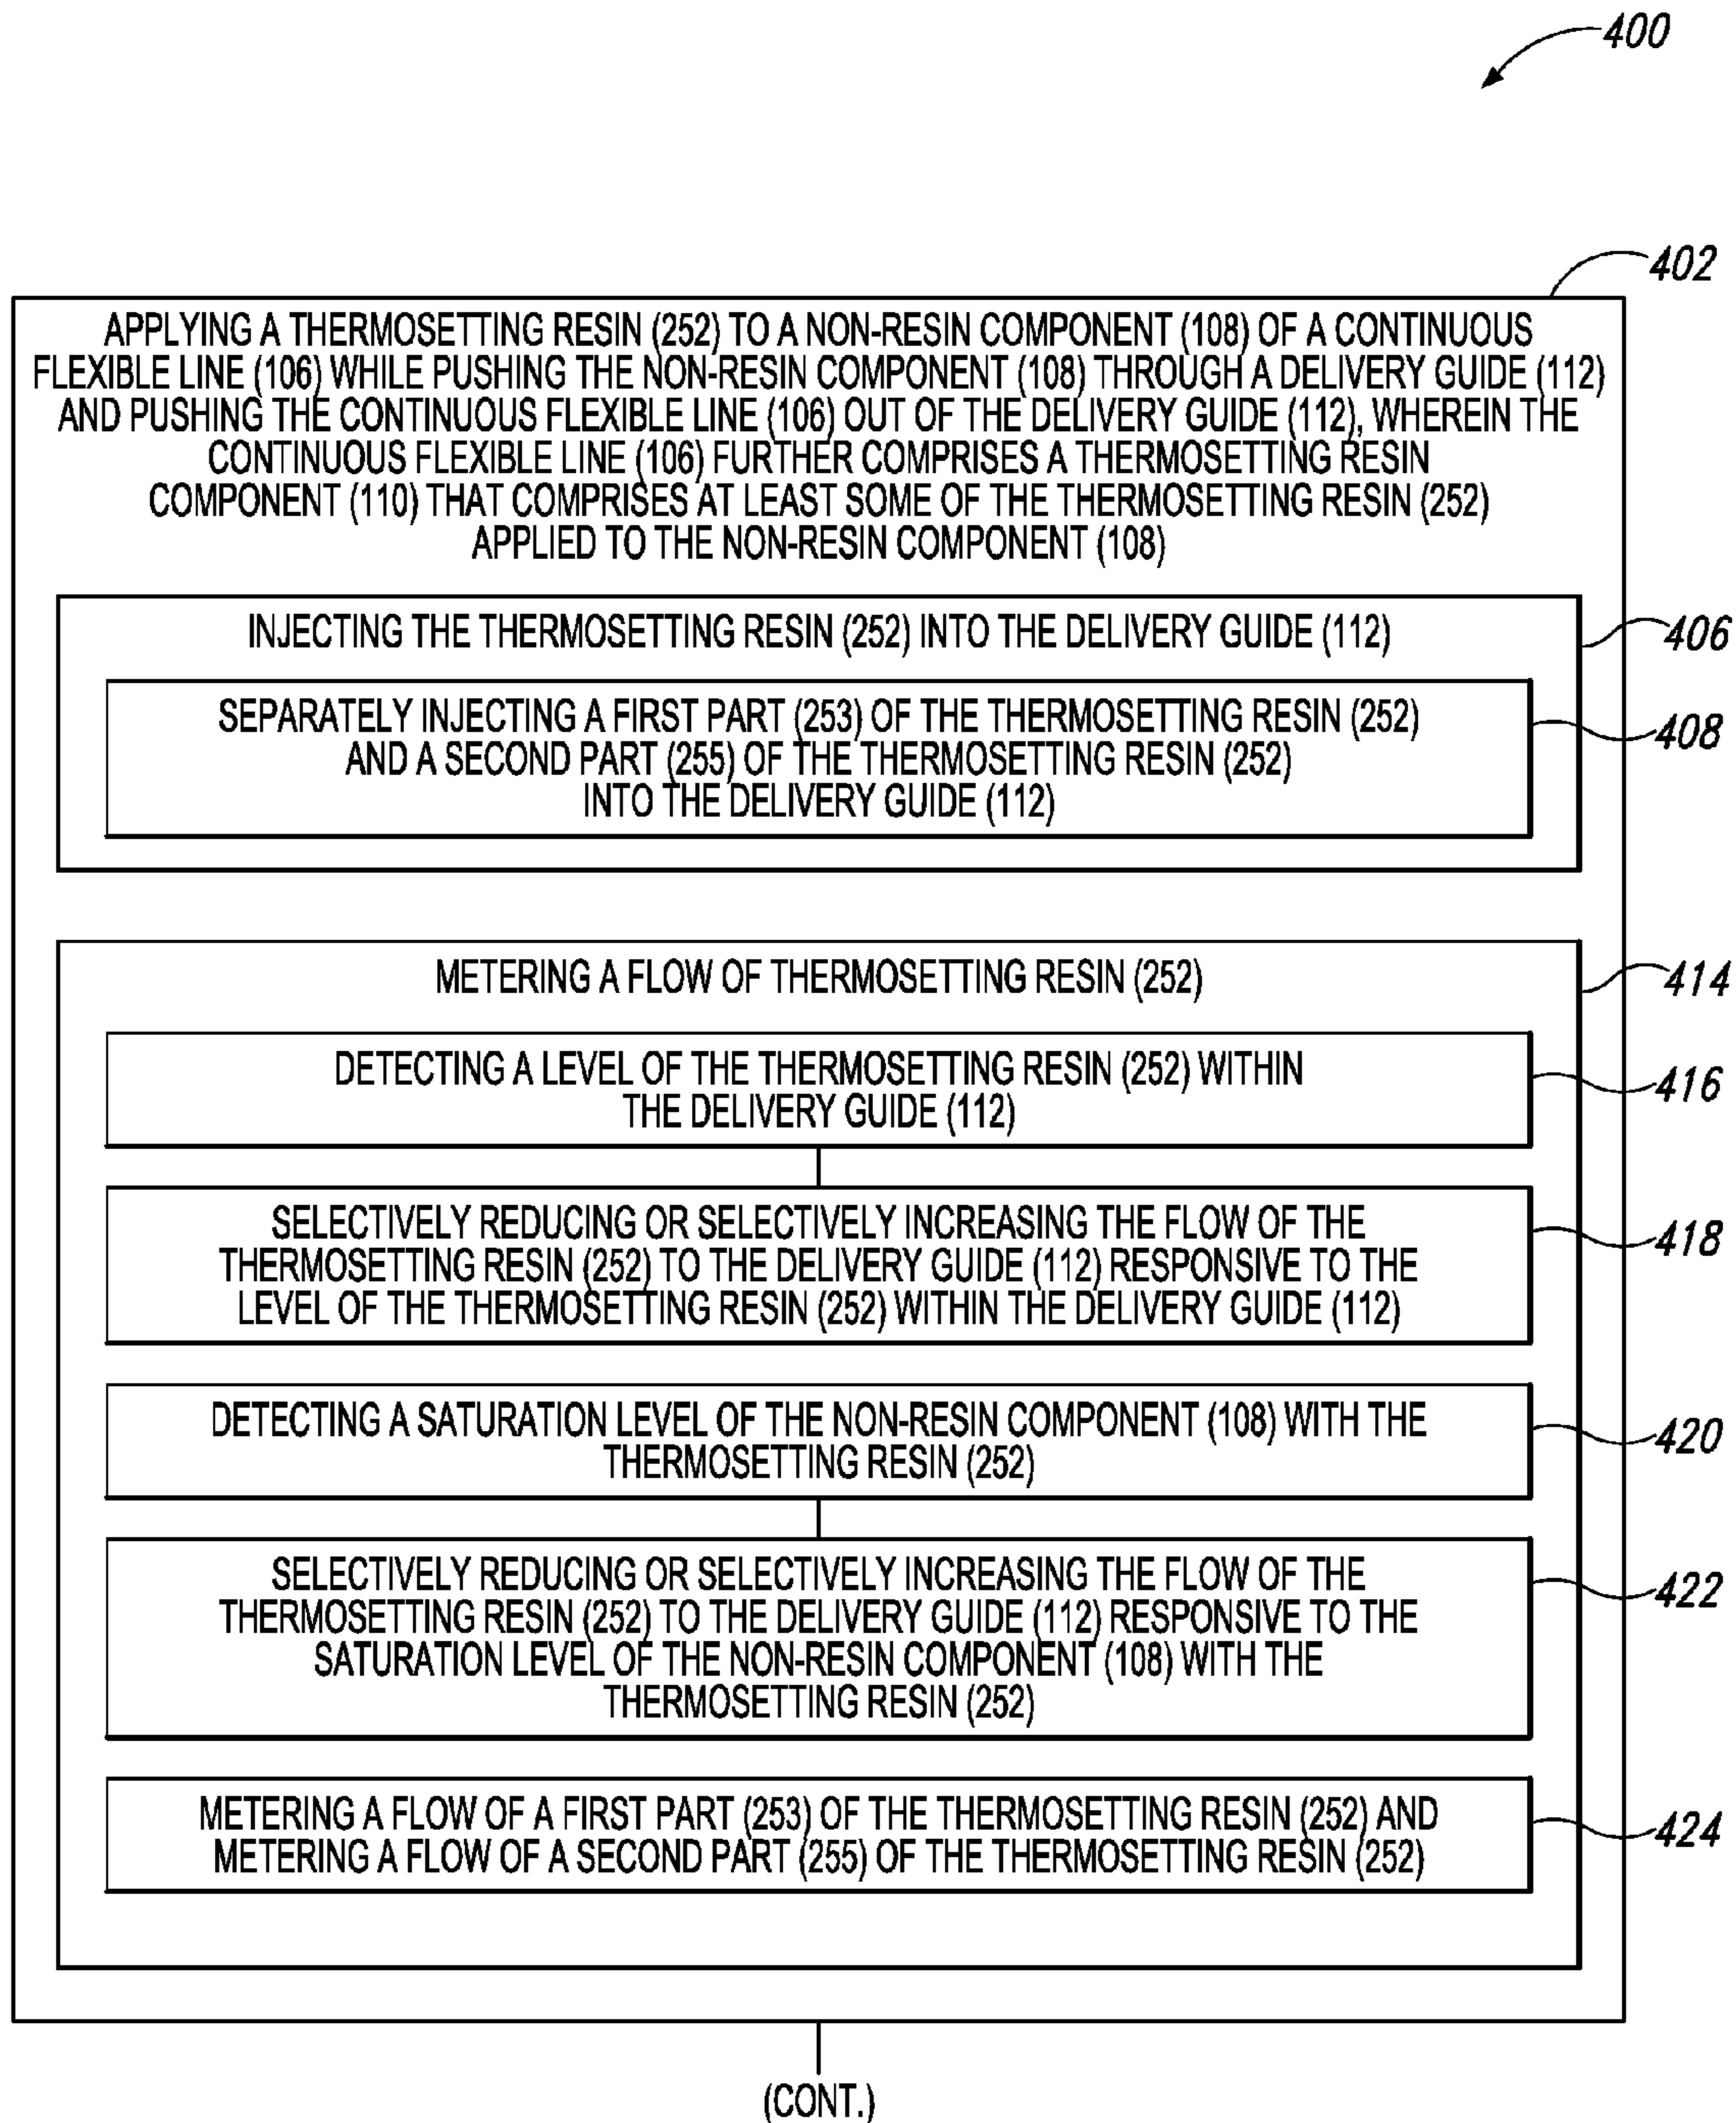 400
402
APPLYING A THERMOSETTING RESIN (252) TO A NON-RESIN COMPONENT (108) OF A CONTINUOUS
FLEXIBLE LINE (106) WHILE PUSHING THE NON-RESIN COMPONENT (108) THROUGH A DELIVERY GUIDE (112)
AND PUSHING THE CONTINUOUS FLEXIBLE LINE (106) OUT OF THE DELIVERY GUIDE (112), WHEREIN THE
CONTINUOUS FLEXIBLE LINE (106) FURTHER COMPRISES A THERMOSETTING RESIN
COMPONENT (110) THAT COMPRISES AT LEAST SOME OF THE THERMOSETTING RESIN (252)
APPLIED TO THE NON-RESIN COMPONENT (108)
INJECTING THE THERMOSETTING RESIN (252) INTO THE DELIVERY GUIDE (112)
406
SEPARATELY INJECTING A FIRST PART (253) OF THE THERMOSETTING RESIN (252)
AND A SECOND PART (255) OF THE THERMOSETTING RESIN (252)
INTO THE DELIVERY GUIDE (112)
408
METERING A FLOW OF THERMOSETTING RESIN (252)
414
DETECTING A LEVEL OF THE THERMOSETTING RESIN (252) WITHIN
THE DELIVERY GUIDE (112)
416
SELECTIVELY REDUCING OR SELECTIVELY INCREASING THE FLOW OF THE
THERMOSETTING RESIN (252) TO THE DELIVERY GUIDE (112) RESPONSIVE TO THE
LEVEL OF THE THERMOSETTING RESIN (252) WITHIN THE DELIVERY GUIDE (112)
418
DETECTING A SATURATION LEVEL OF THE NON-RESIN COMPONENT (108) WITH THE
THERMOSETTING RESIN (252)
420
SELECTIVELY REDUCING OR SELECTIVELY INCREASING THE FLOW OF THE
THERMOSETTING RESIN (252) TO THE DELIVERY GUIDE (112) RESPONSIVE TO THE
SATURATION LEVEL OF THE NON-RESIN COMPONENT (108) WITH THE
THERMOSETTING RESIN (252)
422
METERING A FLOW OF A FIRST PART (253) OF THE THERMOSETTING RESIN (252) AND
METERING A FLOW OF A SECOND PART (255) OF THE THERMOSETTING RESIN (252)
424
(CONT.)